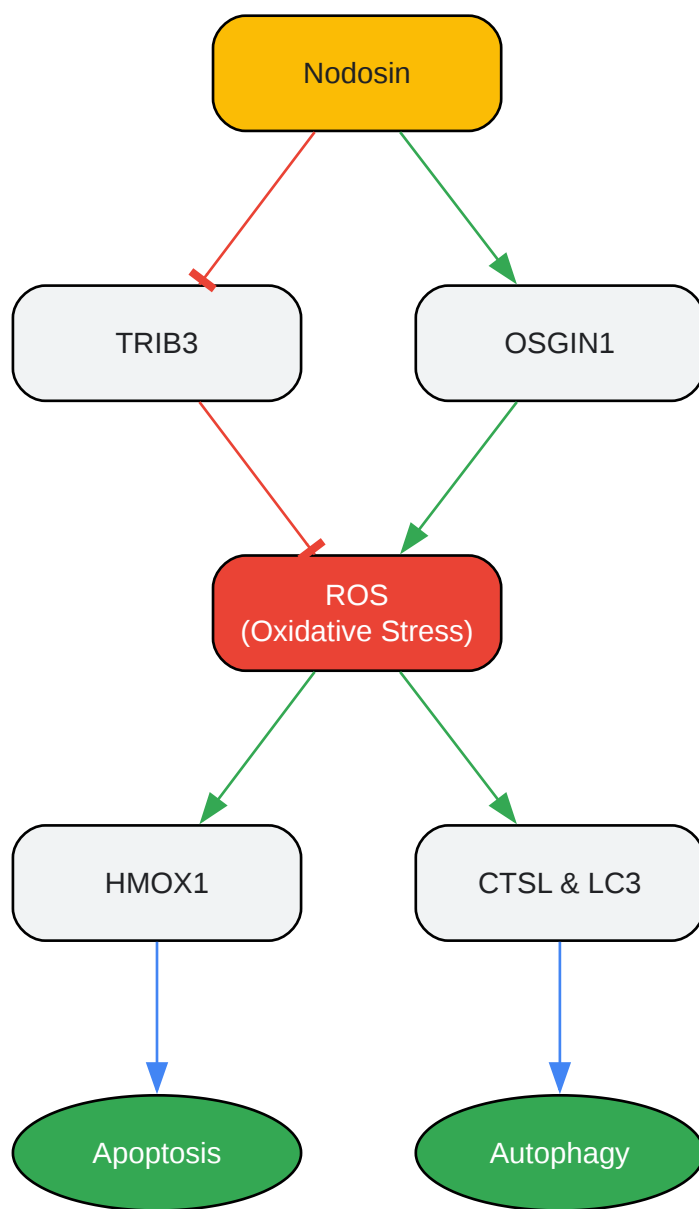 Nodosin
TRIB3
OSGIN1
ROS
(Oxidative Stress)
HMOX1
CTSL & LC3
Apoptosis
Autophagy